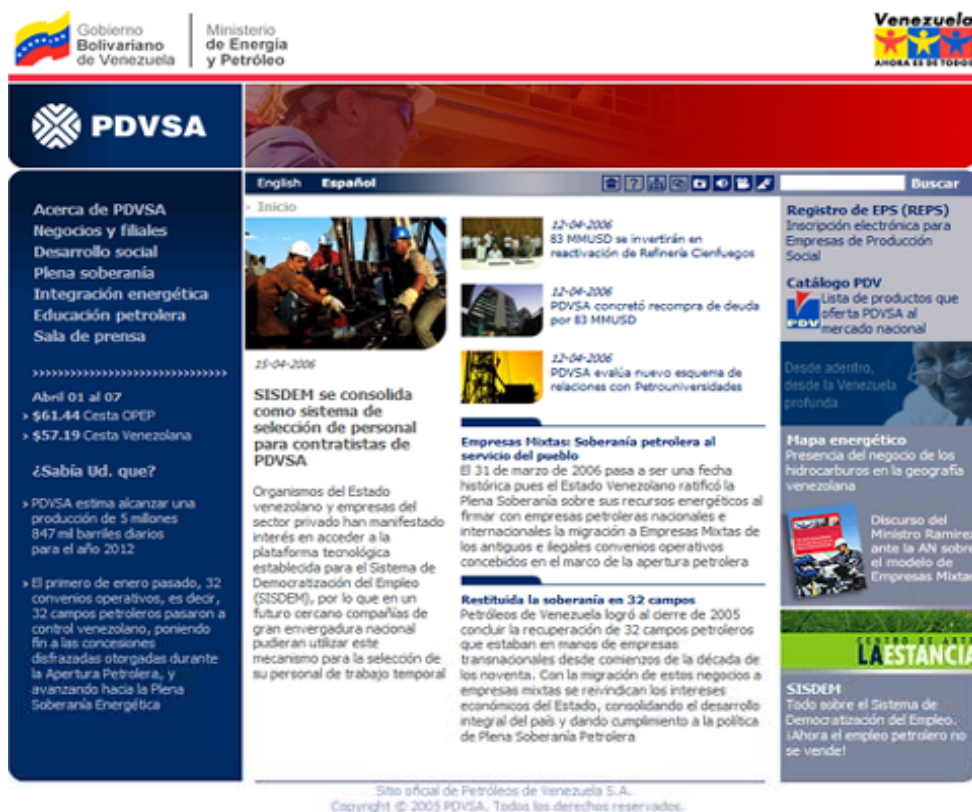 Gobierno
Bolivariano
de Venezuela
Ministerio
de Energía
y Petróleo
Venezuela
AHORA ES DE TODOS
PDVSA
English Español
Buscar
Acerca de PDVSA
Negocios y filiales
Desarrollo social
Plena soberanía
Integración energética
Educación petrolera
Sala de prensa
»»»»»»»»»»»»»»»»»»»»»»»»»»»»»»»
Abril 01 al 07
› $61.44 Cesta OPEP
› $57.19 Cesta Venezolana
¿Sabía Ud. que?
› PDVSA estima alcanzar una
producción de 5 millones
847 mil barriles diarios
para el año 2012
› El primero de enero pasado, 32
convenios operativos, es decir,
32 campos petroleros pasaron a
control venezolano, poniendo
fin a las concesiones
disfrazadas otorgadas durante
la Apertura Petrolera, y
avanzando hacia la Plena
Soberanía Energética
› Inicio
15-04-2006
SISDEM se consolida
como sistema de
selección de personal
para contratistas de
PDVSA
Organismos del Estado
venezolano y empresas del
sector privado han manifestado
interés en acceder a la
plataforma tecnológica
establecida para el Sistema de
Democratización del Empleo
(SISDEM), por lo que en un
futuro cercano compañías de
gran envergadura nacional
pudieran utilizar este
mecanismo para la selección de
su personal de trabajo temporal
12-04-2006
83 MMUSD se invertirán en
reactivación de Refinería Cienfuegos
12-04-2006
PDVSA concretó recompra de deuda
por 83 MMUSD
12-04-2006
PDVSA evalúa nuevo esquema de
relaciones con Petrouniversidades
Empresas Mixtas: Soberanía petrolera al
servicio del pueblo
El 31 de marzo de 2006 pasa a ser una fecha
histórica pues el Estado Venezolano ratificó la
Plena Soberanía sobre sus recursos energéticos al
firmar con empresas petroleras nacionales e
internacionales la migración a Empresas Mixtas de
los antiguos e ilegales convenios operativos
concebidos en el marco de la apertura petrolera
Restituida la soberanía en 32 campos
Petróleos de Venezuela logró al cierre de 2005
concluir la recuperación de 32 campos petroleros
que estaban en manos de empresas
transnacionales desde comienzos de la década de
los noventa. Con la migración de estos negocios a
empresas mixtas se reivindican los intereses
económicos del Estado, consolidando el desarrollo
integral del país y dando cumplimiento a la política
de Plena Soberanía Petrolera
Registro de EPS (REPS)
Inscripción electrónica para
Empresas de Producción
Social
Catálogo PDV
PDV
Lista de productos que
oferta PDVSA al
mercado nacional
Desde adentro,
desde la Venezuela
profunda
Mapa energético
Presencia del negocio de los
hidrocarburos en la geografía
venezolana
Discurso del
Ministro Ramírez
ante la AN sobre
el modelo de
Empresas Mixtas
CENTRO DE ARTE
LA ESTANCIA
SISDEM
Todo sobre el Sistema de
Democratización del Empleo.
¡Ahora el empleo petrolero no
se vende!
Sitio oficial de Petróleos de Venezuela S.A.
Copyright © 2005 PDVSA. Todos los derechos reservados.